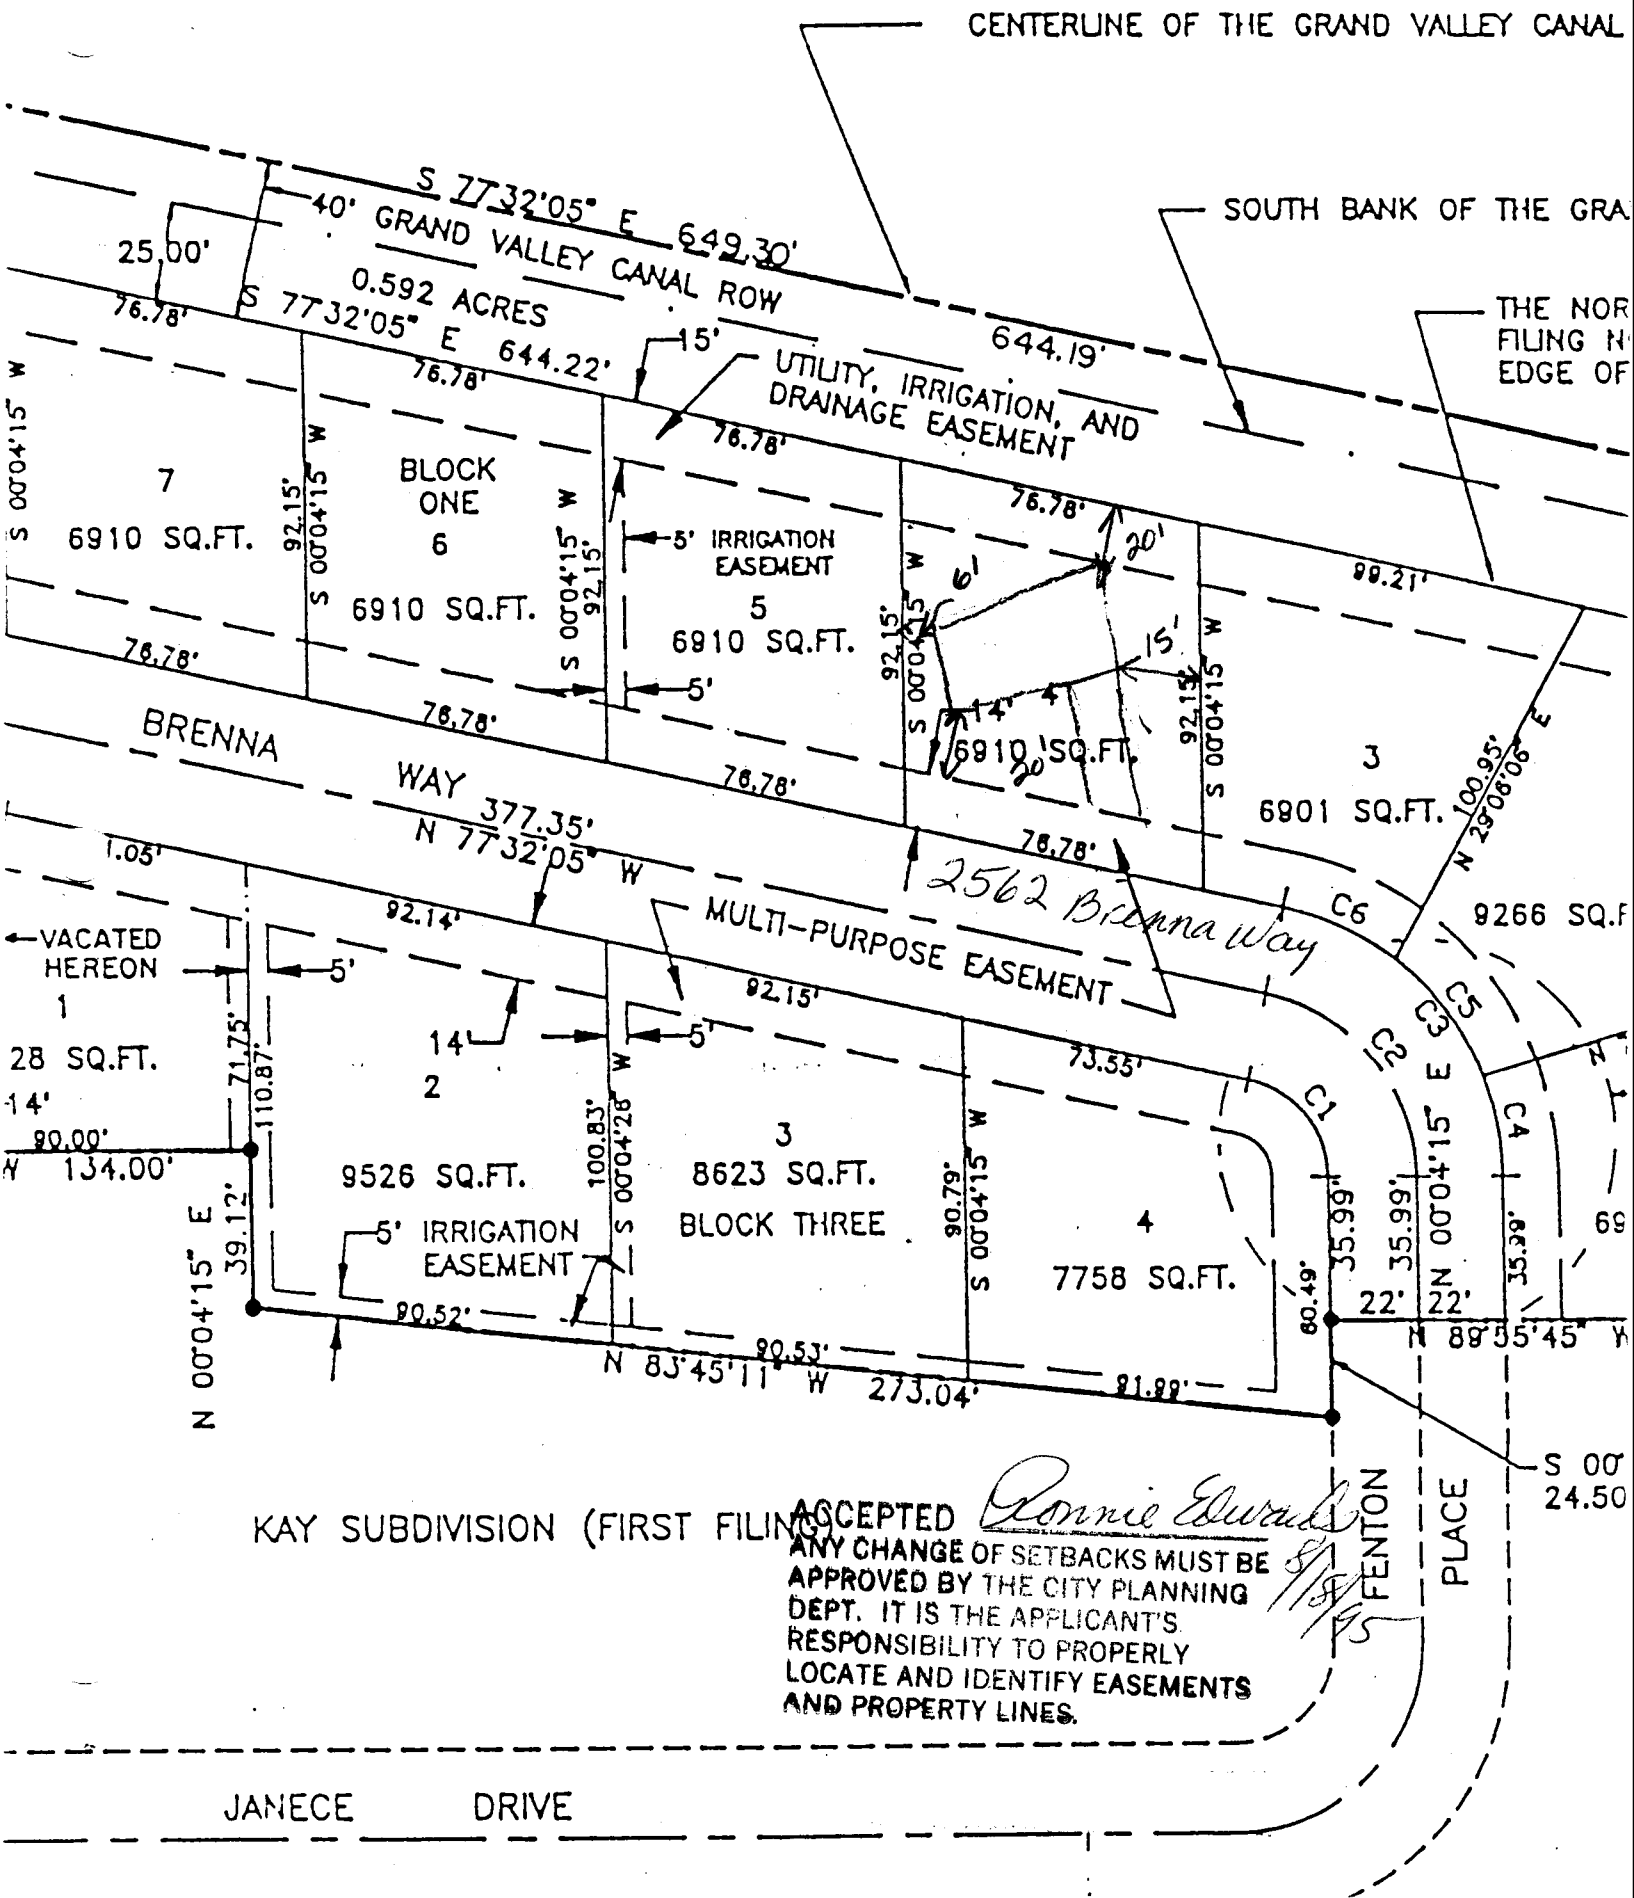 CENTERLINE OF THE GRAND VALLEY CANAL
SOUTH BANK OF THE GRA
THE NOR
FILING N
EDGE OF
S 77°32'05" E 649.30'
40' GRAND VALLEY CANAL ROW
25.00'
0.592 ACRES
S 77°32'05" E 644.22'
644.19'
15'
UTILITY, IRRIGATION, AND
DRAINAGE EASEMENT
76.78'
76.78'
76.78'
76.78'
99.21'
S 00°04'15" W
7
6910 SQ.FT.
92.15'
S 00°04'15" W
BLOCK
ONE
6
6910 SQ.FT.
S 00°04'15" W
92.15'
5' IRRIGATION
EASEMENT
5
6910 SQ.FT.
5'
92.15'
S 00°04'15" W
6'
20'
15'
14'
4
6910 SQ.FT.
20'
92.15'
S 00°04'15" W
3
6901 SQ.FT.
100.95'
N 29°08'06" E
9266 SQ.F
76.78'
76.78'
76.78'
76.78'
BRENNA WAY
377.35'
N 77°32'05" W
2562 Brenna Way
MULTI-PURPOSE EASEMENT
C6
C5
C3
C2
C1
C4
1.05'
92.14'
92.15'
73.55'
VACATED
HEREON
5'
1
28 SQ.FT.
14'
71.75'
110.87'
90.00'
134.00'
14'
5'
2
9526 SQ.FT.
100.83'
S 00°04'28" W
3
8623 SQ.FT.
BLOCK THREE
90.79'
S 00°04'15" W
4
7758 SQ.FT.
5' IRRIGATION
EASEMENT
N 00°04'15" E
39.12'
90.52'
90.53'
91.99'
N 83°45'11" W 273.04'
60.49'
35.99'
35.99'
N 00°04'15" E
35.99'
69
22' 22'
N 89°55'45" W
S 00°
24.50
FENTON PLACE
KAY SUBDIVISION (FIRST FILING)
ACCEPTED Ronnie Edwards 8/18/95
ANY CHANGE OF SETBACKS MUST BE
APPROVED BY THE CITY PLANNING
DEPT. IT IS THE APPLICANT'S
RESPONSIBILITY TO PROPERLY
LOCATE AND IDENTIFY EASEMENTS
AND PROPERTY LINES.
JANECE DRIVE